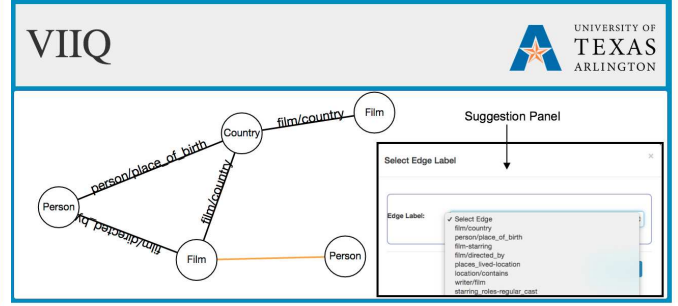 VIIQ
UNIVERSITY OF
TEXAS
ARLINGTON
Film
film/country
Country
Suggestion Panel
person/place_of_birth
film/country
Select Edge Label
×
Person
film/directed_by
Film
Person
Edge Label:
✓ Select Edge
film/country
person/place_of_birth
film-starring
film/directed_by
places_lived-location
location/contains
writer/film
starring_roles-regular_cast